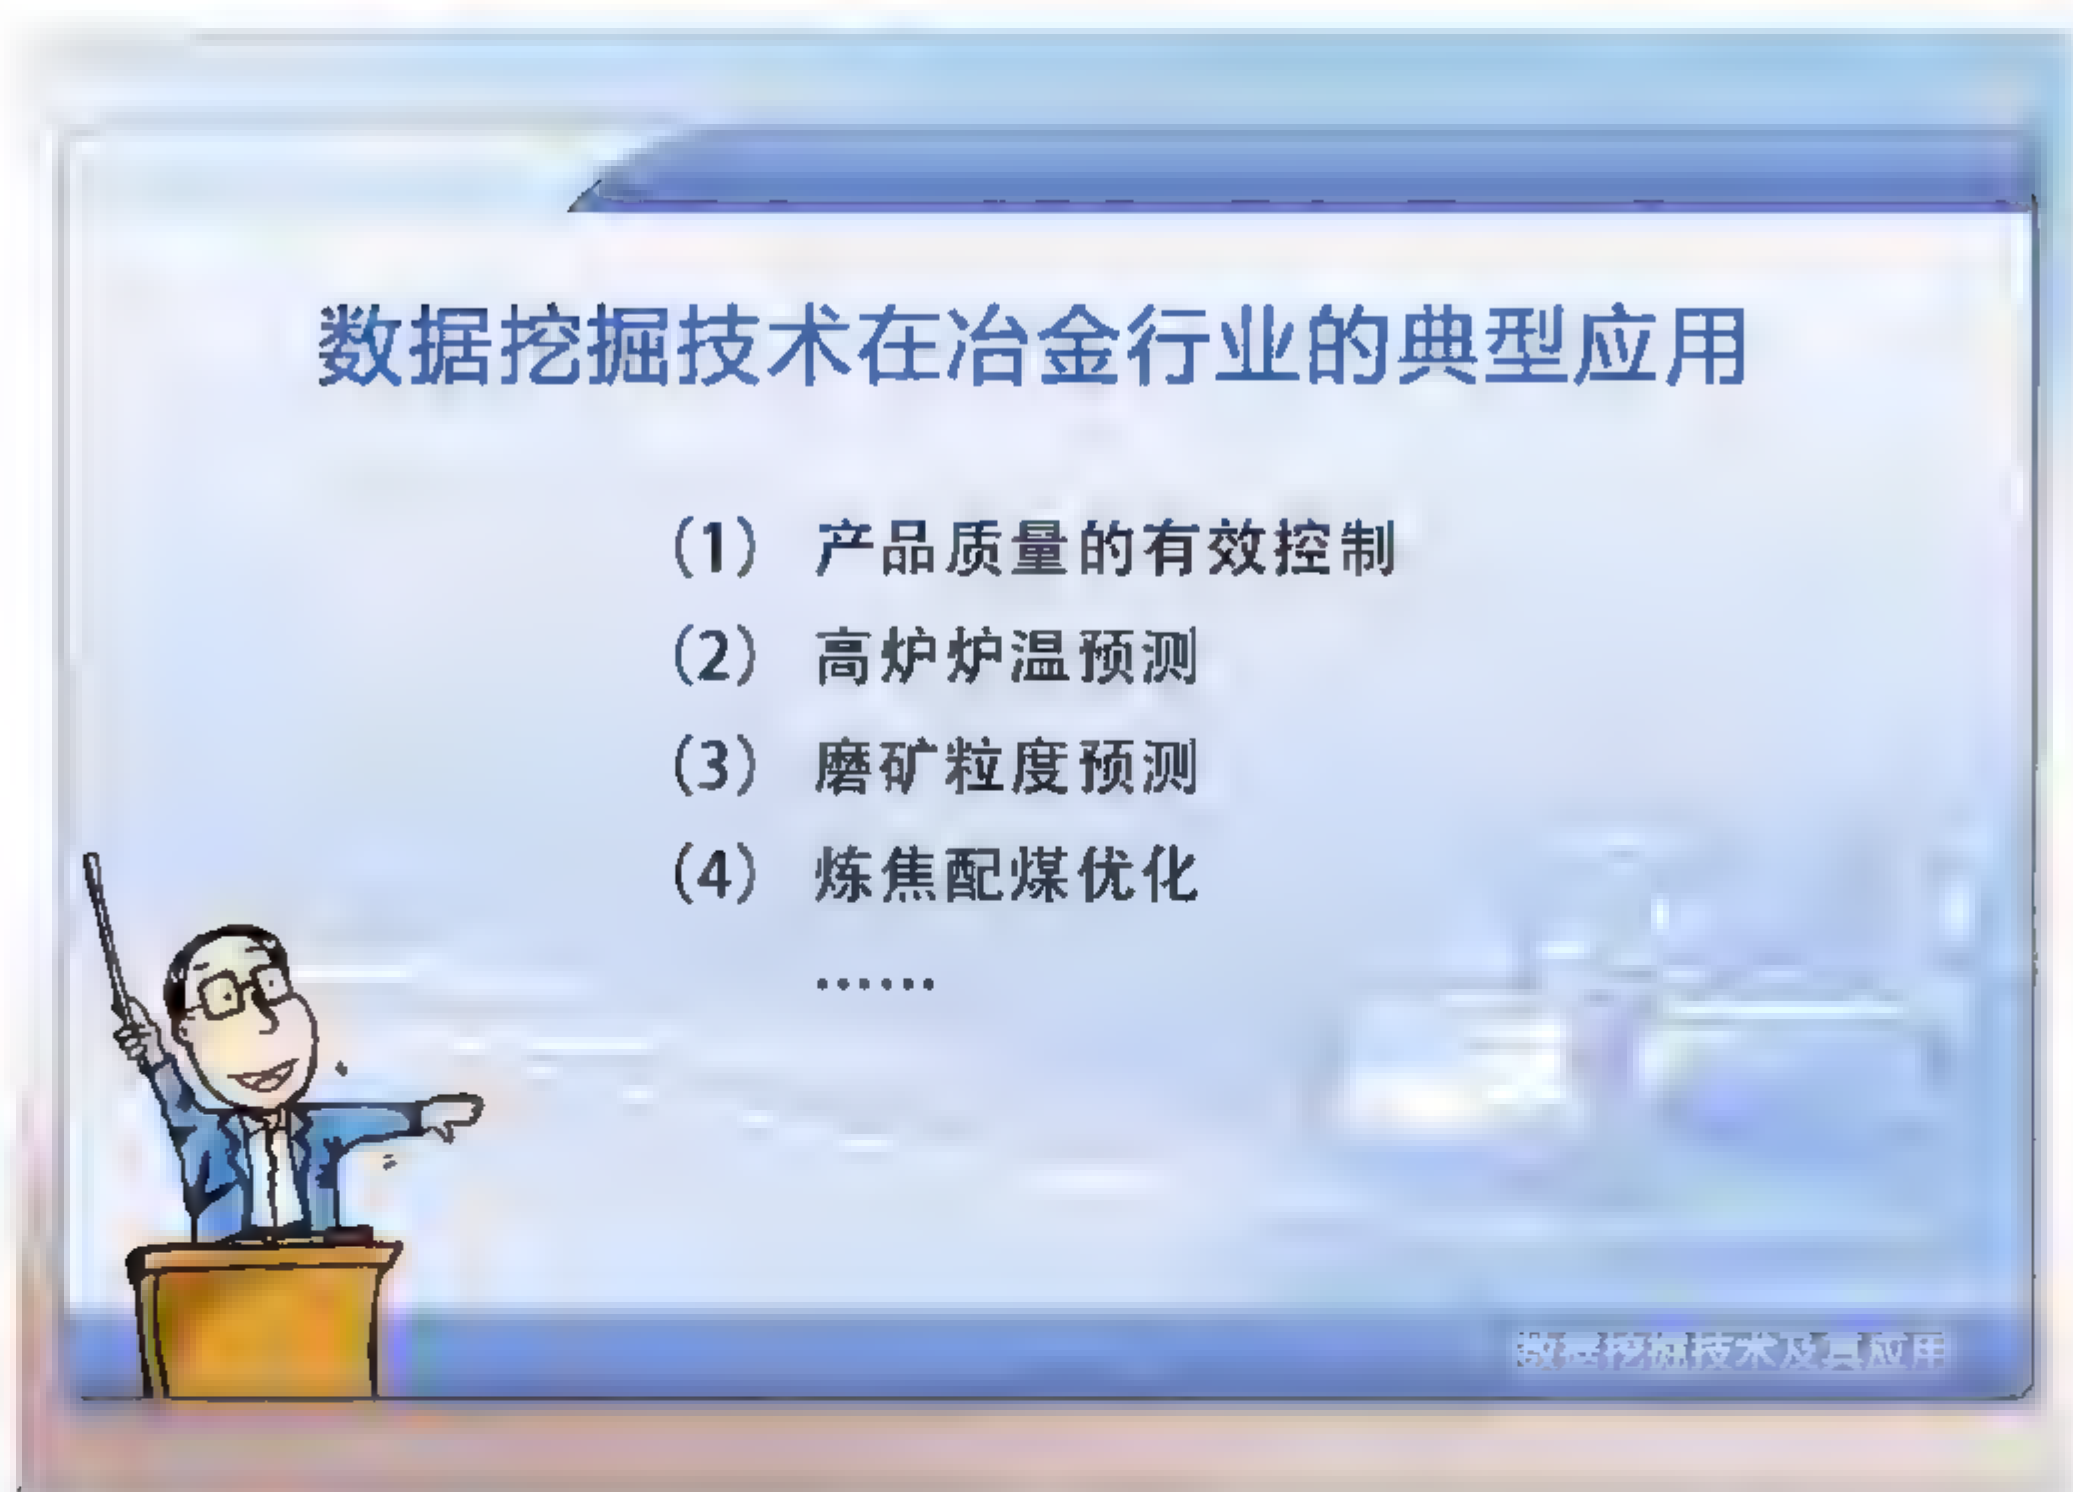 数据挖掘技术在冶金行业的典型应用
（1） 产品质量的有效控制
（2） 高炉炉温预测
（3） 磨矿粒度预测
（4） 炼焦配煤优化
……
数据挖掘技术及其应用